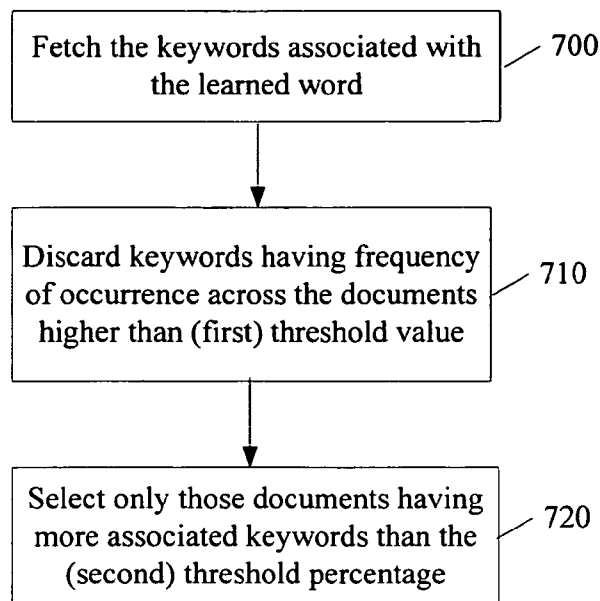 Fetch the keywords associated with
the learned word
700
Discard keywords having frequency
of occurrence across the documents
higher than (first) threshold value
710
Select only those documents having
more associated keywords than the
(second) threshold percentage
720